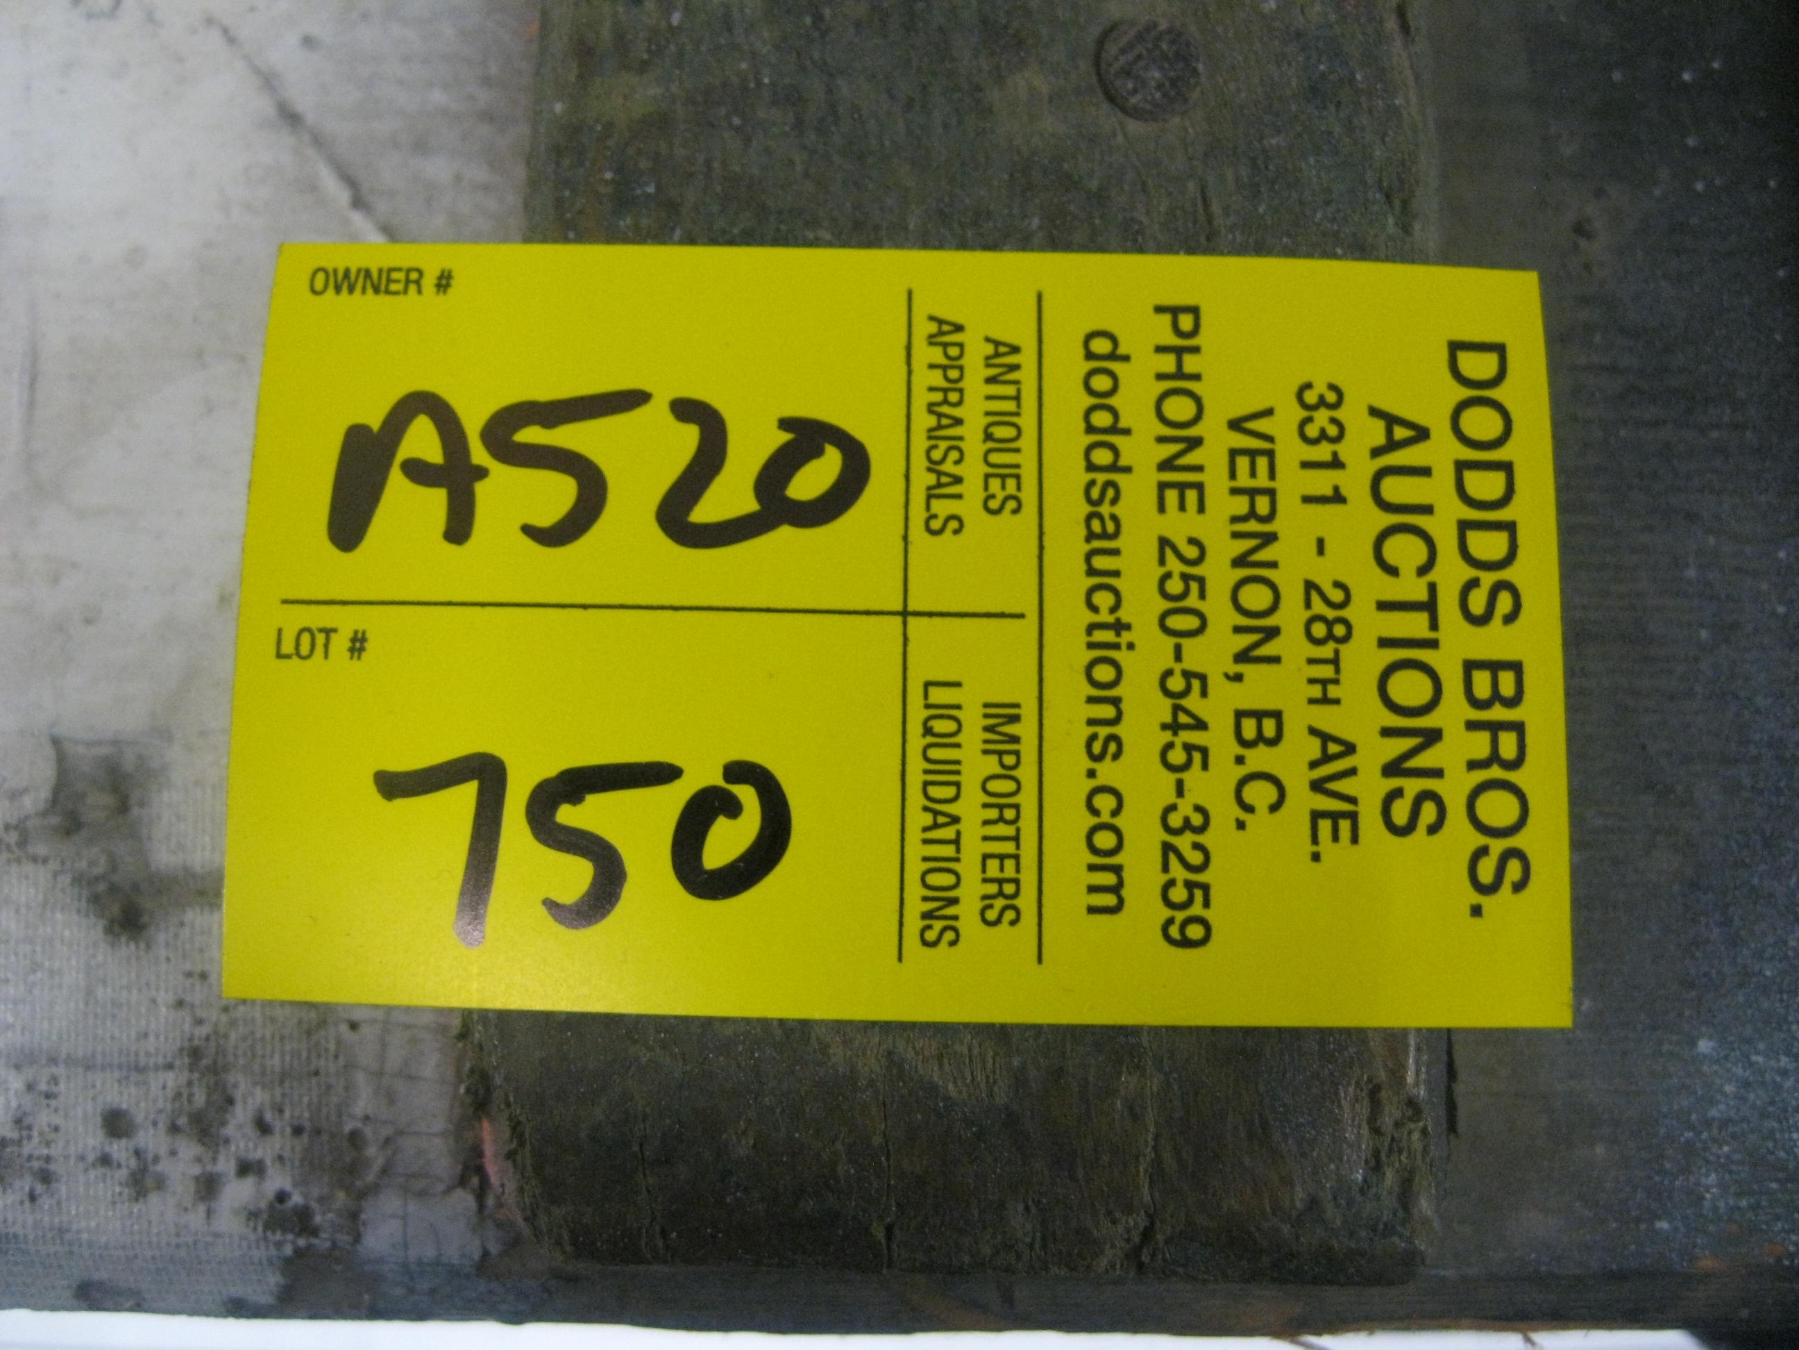 DODDS BROS.
AUCTIONS
3311 - 28TH AVE.
VERNON, B.C.
PHONE 250-545-3259
doddsauctions.com
ANTIQUES
APPRAISALS
IMPORTERS
LIQUIDATIONS
OWNER #
A520
LOT #
750